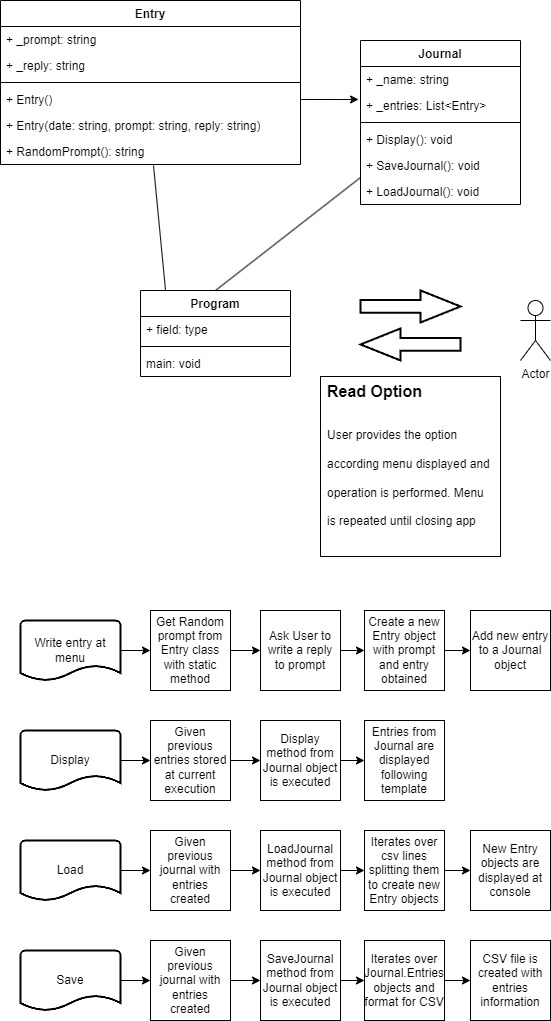 Entry
+ _prompt: string
+ _reply: string
+ Entry()
+ Entry(date: string, prompt: string, reply: string)
+ RandomPrompt(): string
Journal
+ _name: string
+ _entries: List<Entry>
+ Display(): void
+ SaveJournal(): void
+ LoadJournal(): void
Program
+ field: type
main: void
Actor
Read Option
User provides the option
according menu displayed and
operation is performed. Menu
is repeated until closing app
Write entry at
menu
Get Random
prompt from
Entry class
with static
method
Ask User to
write a reply
to prompt
Create a new
Entry object
with prompt
and entry
obtained
Add new entry
to a Journal
object
Display
Given
previous
entries stored
at current
execution
Display
method from
Journal object
is executed
Entries from
Journal are
displayed
following
template
Load
Given
previous
journal with
entries
created
LoadJournal
method from
Journal object
is executed
Iterates over
csv lines
splitting them
to create new
Entry objects
New Entry
objects are
displayed at
console
Save
Given
previous
journal with
entries
created
SaveJournal
method from
Journal object
is executed
Iterates over
Journal.Entries
objects and
format for CSV
CSV file is
created with
entries
information